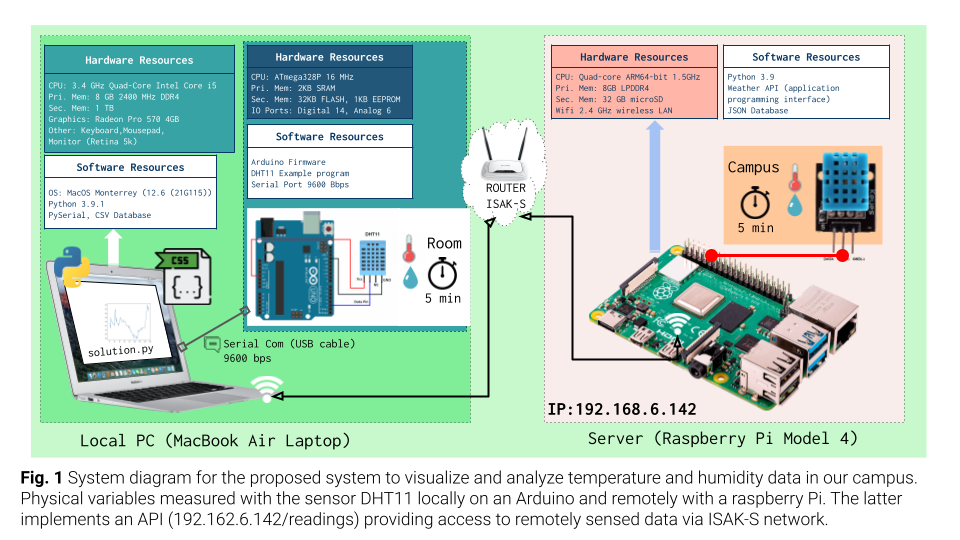 Hardware Resources
CPU: 3.4 GHz Quad-Core Intel Core i5
Pri. Mem: 8 GB 2400 MHz DDR4
Sec. Mem: 1 TB
Graphics: Radeon Pro 570 4GB
Other: Keyboard,Mousepad,
Monitor (Retina 5k)
Software Resources
OS: MacOS Monterrey (12.6 (21G115))
Python 3.9.1
PySerial, CSV Database
Hardware Resources
CPU: ATmega328P 16 MHz
Pri. Mem: 2KB SRAM
Sec. Mem: 32KB FLASH, 1KB EEPROM
IO Ports: Digital 14, Analog 6
Software Resources
Arduino Firmware
DHT11 Example program
Serial Port 9600 Bbps
DHT11
Vcc
NC
GND
Data Pin
ARDUINO
Room
5 min
CSS
{...}
solution.py
Serial Com (USB cable)
9600 bps
Local PC (MacBook Air Laptop)
ROUTER
ISAK-S
Hardware Resources
CPU: Quad-core ARM64-bit 1.5GHz
Pri. Mem: 8GB LPDDR4
Sec. Mem: 32 GB microSD
Wifi 2.4 GHz wireless LAN
Software Resources
Python 3.9
Weather API (application
programming interface)
JSON Database
Campus
5 min
IP:192.168.6.142
Server (Raspberry Pi Model 4)
Fig. 1 System diagram for the proposed system to visualize and analyze temperature and humidity data in our campus.
Physical variables measured with the sensor DHT11 locally on an Arduino and remotely with a raspberry Pi. The latter
implements an API (192.162.6.142/readings) providing access to remotely sensed data via ISAK-S network.